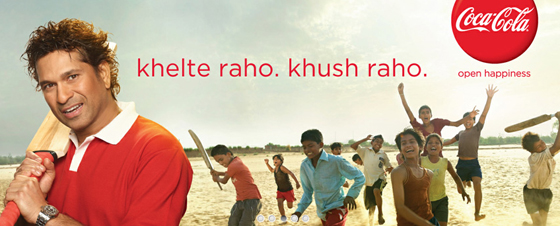 khelte raho. khush raho.
Coca-Cola
open happiness